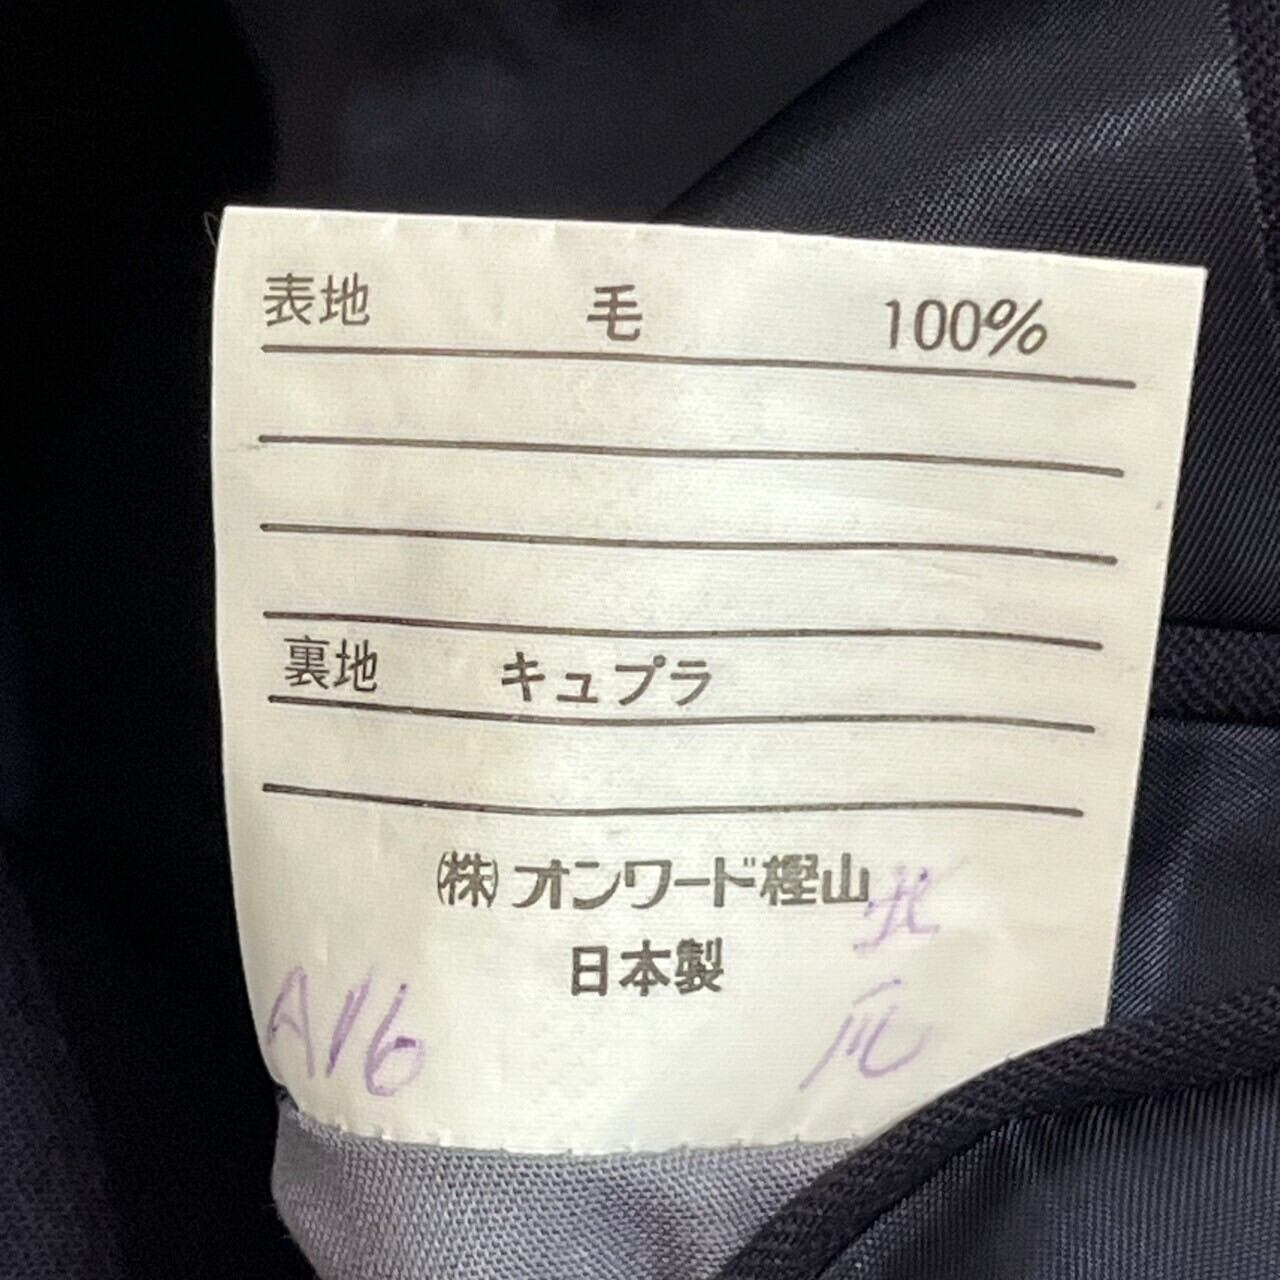 表地 毛 100%
裏地 キュプラ
㈱オンワード樫山
日本製
A16